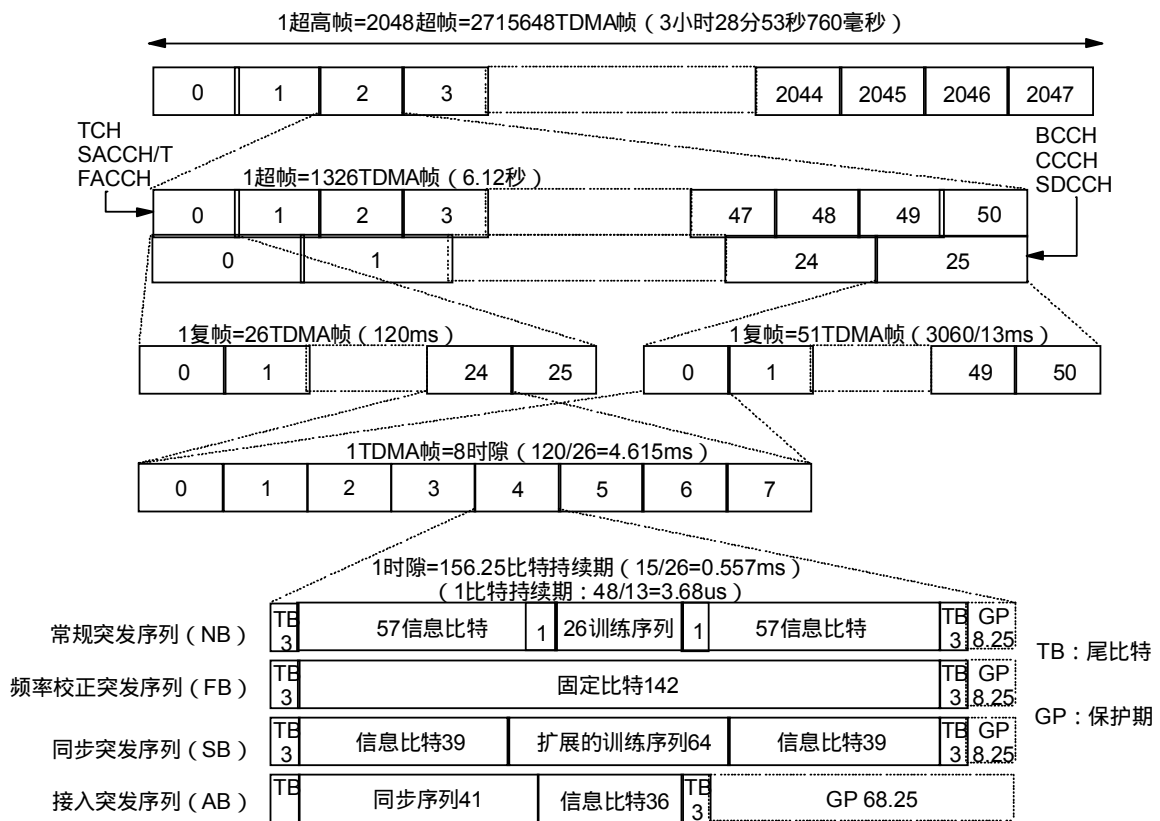 1超高帧=2048超帧=2715648TDMA帧（3小时28分53秒760毫秒）
0 1 2 3 2044 2045 2046 2047
TCH
SACCH/T
FACCH
BCCH
CCCH
SDCCH
1超帧=1326TDMA帧（6.12秒）
0 1 2 3 47 48 49 50
0 1 24 25
1复帧=26TDMA帧（120ms） 1复帧=51TDMA帧（3060/13ms）
0 1 24 25 0 1 49 50
1TDMA帧=8时隙（120/26=4.615ms）
0 1 2 3 4 5 6 7
1时隙=156.25比特持续期（15/26=0.557ms）
（1比特持续期：48/13=3.68us）
常规突发序列（NB） TB 3 57信息比特 1 26训练序列 1 57信息比特 TB 3 GP 8.25
TB：尾比特
频率校正突发序列（FB） TB 3 固定比特142 TB 3 GP 8.25
GP：保护期
同步突发序列（SB） TB 3 信息比特39 扩展的训练序列64 信息比特39 TB 3 GP 8.25
接入突发序列（AB） TB 同步序列41 信息比特36 TB 3 GP 68.25